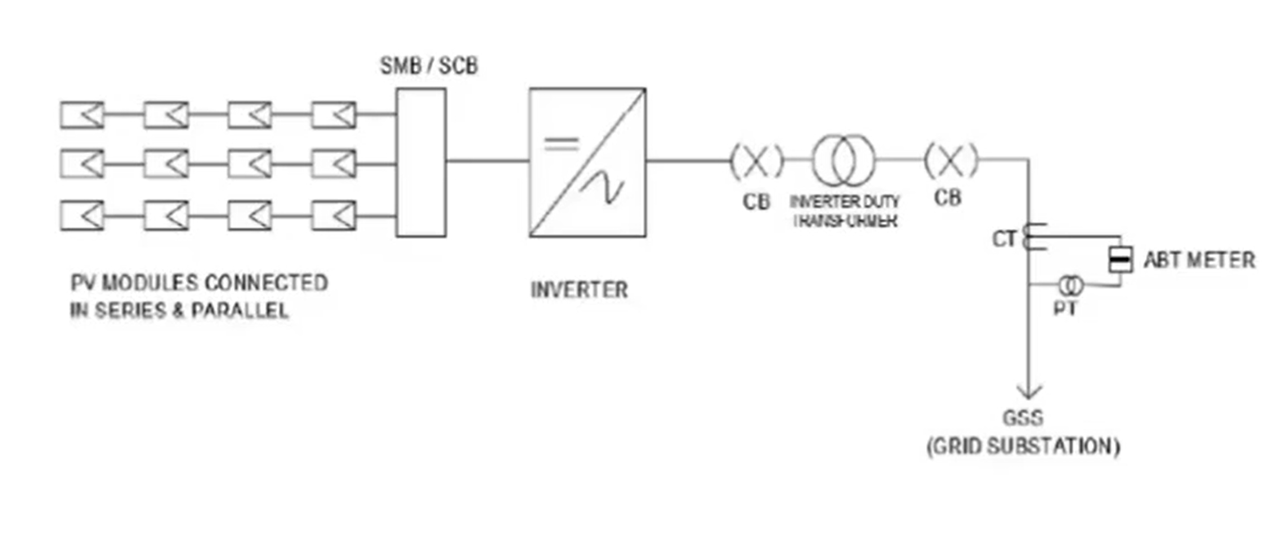 SMB / SCB
CB
INVERTER DUTY
TRANSFORMER
CB
CT
ABT METER
PV MODULES CONNECTED
IN SERIES & PARALLEL
INVERTER
PT
GSS
(GRID SUBSTATION)